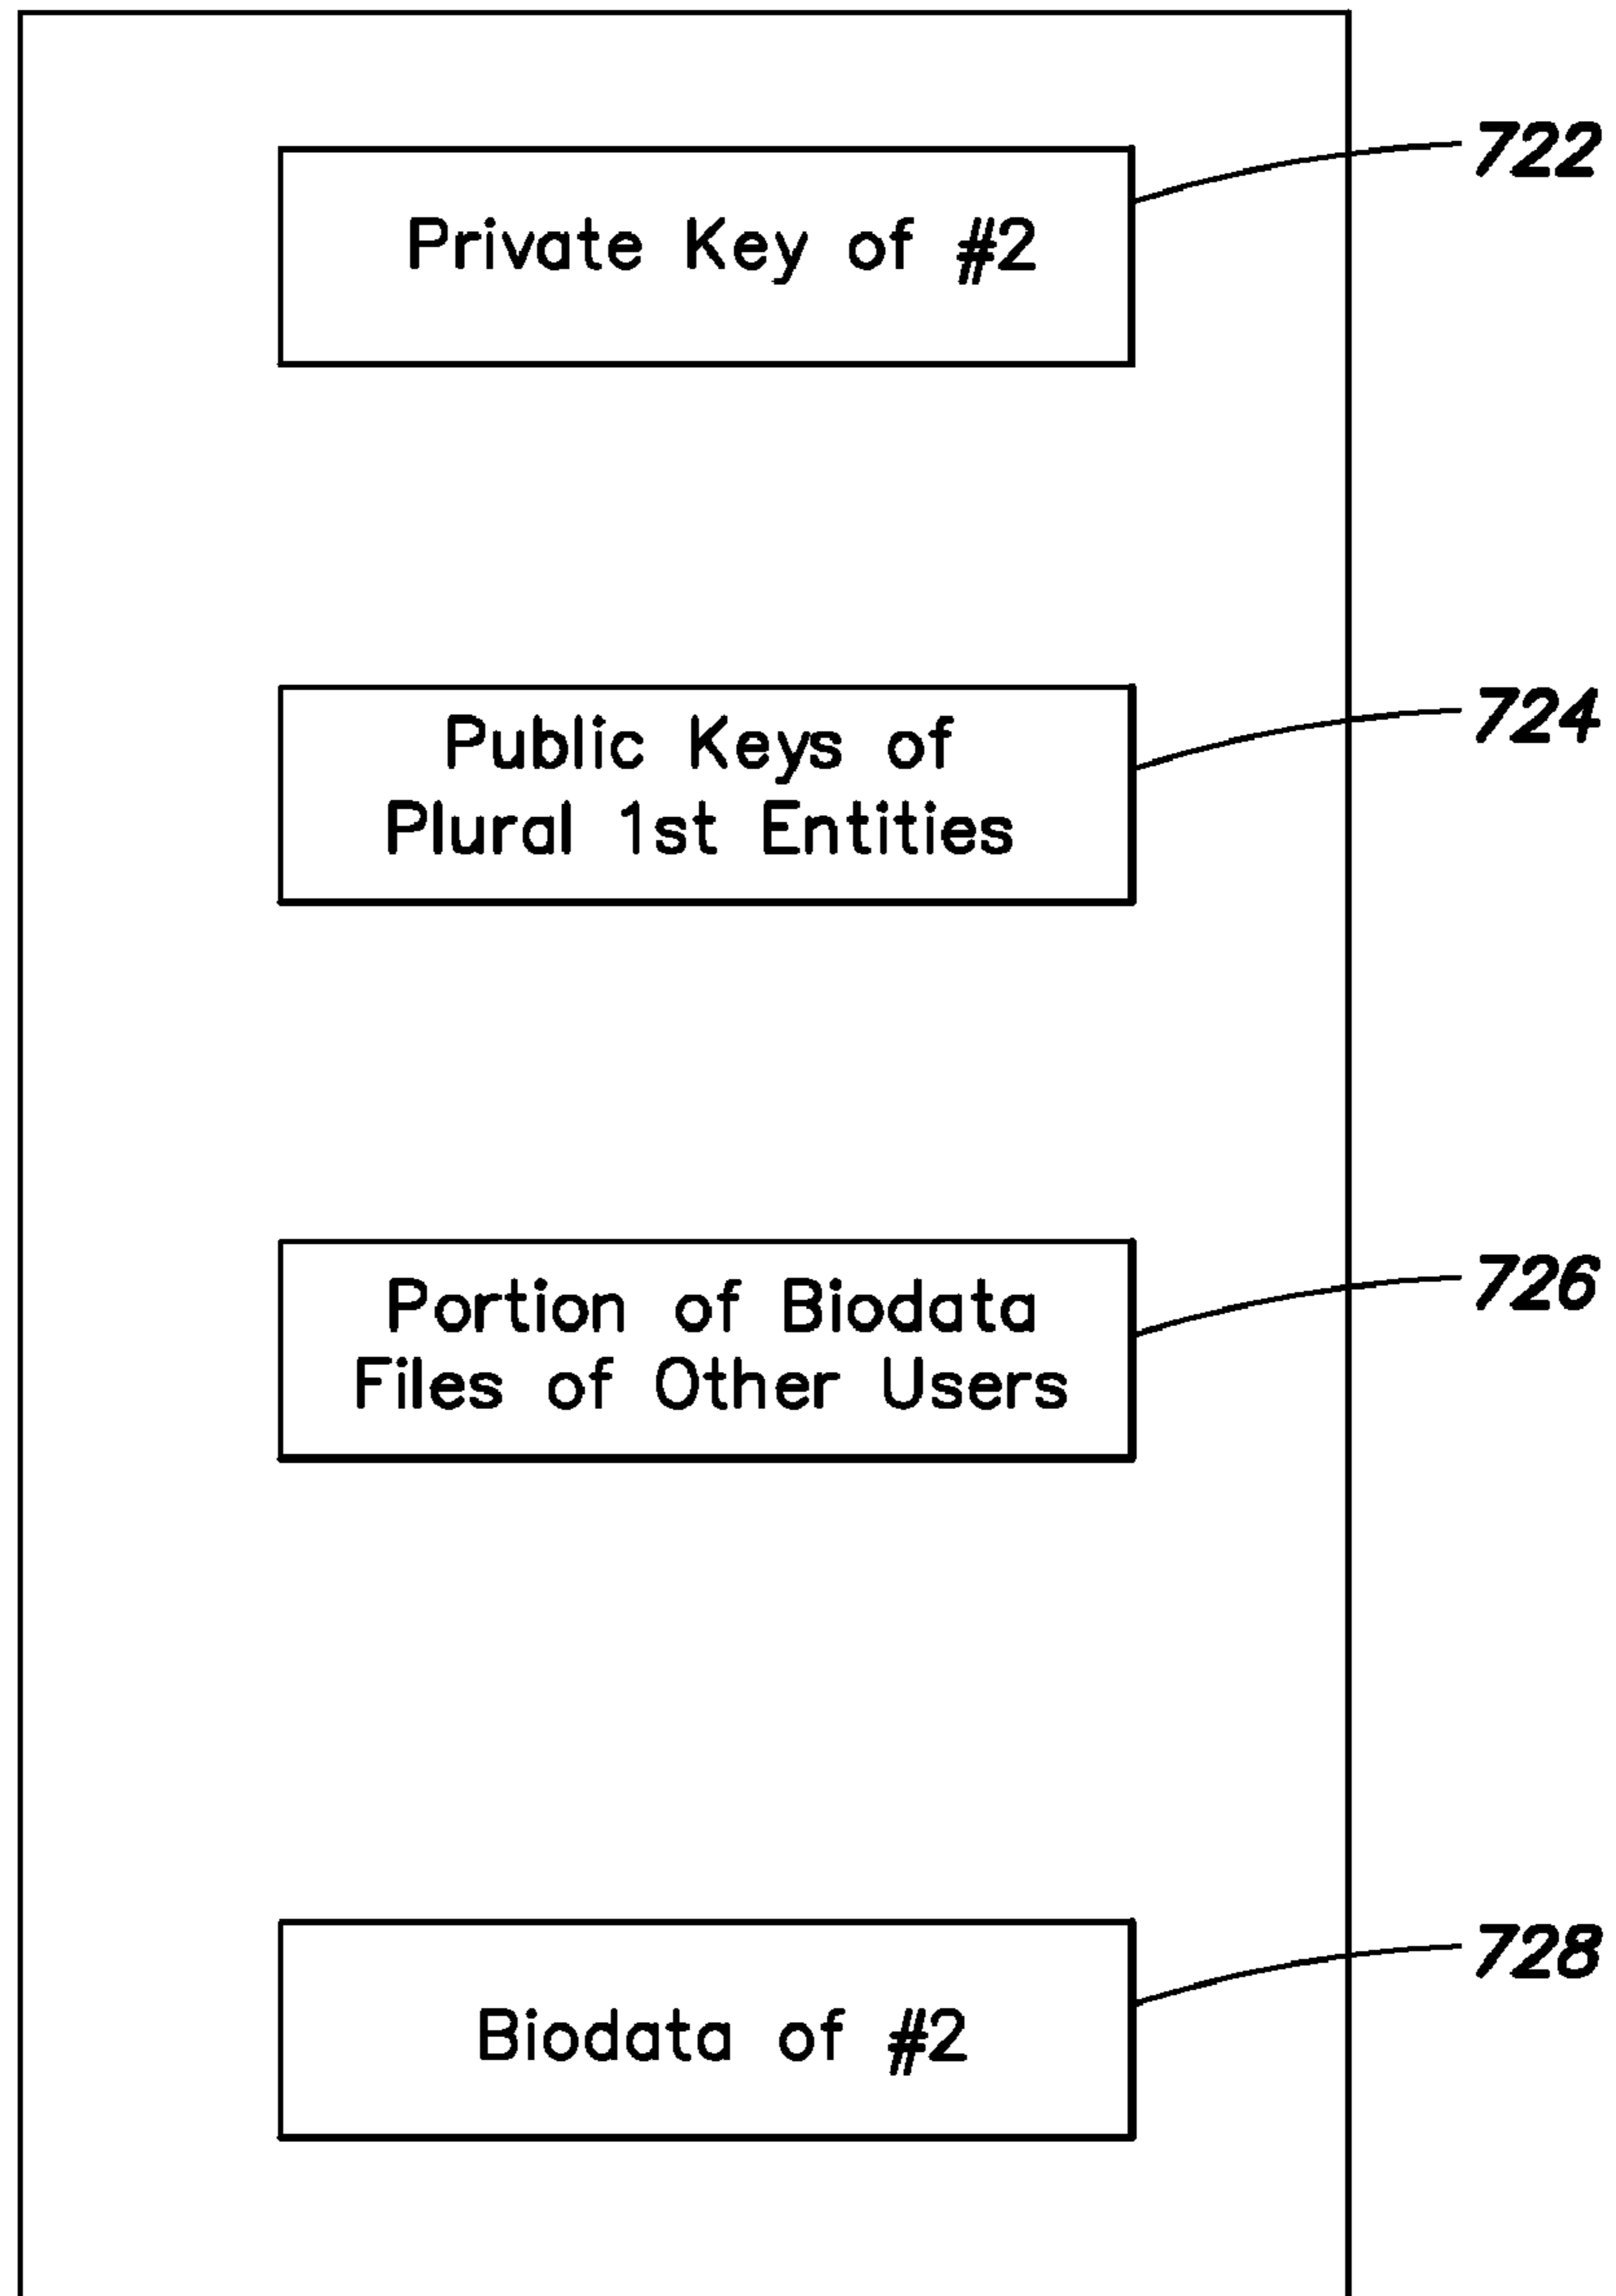 Private Key of #2
722
Public Keys of
Plural 1st Entities
724
Portion of Biodata
Files of Other Users
726
Biodata of #2
728